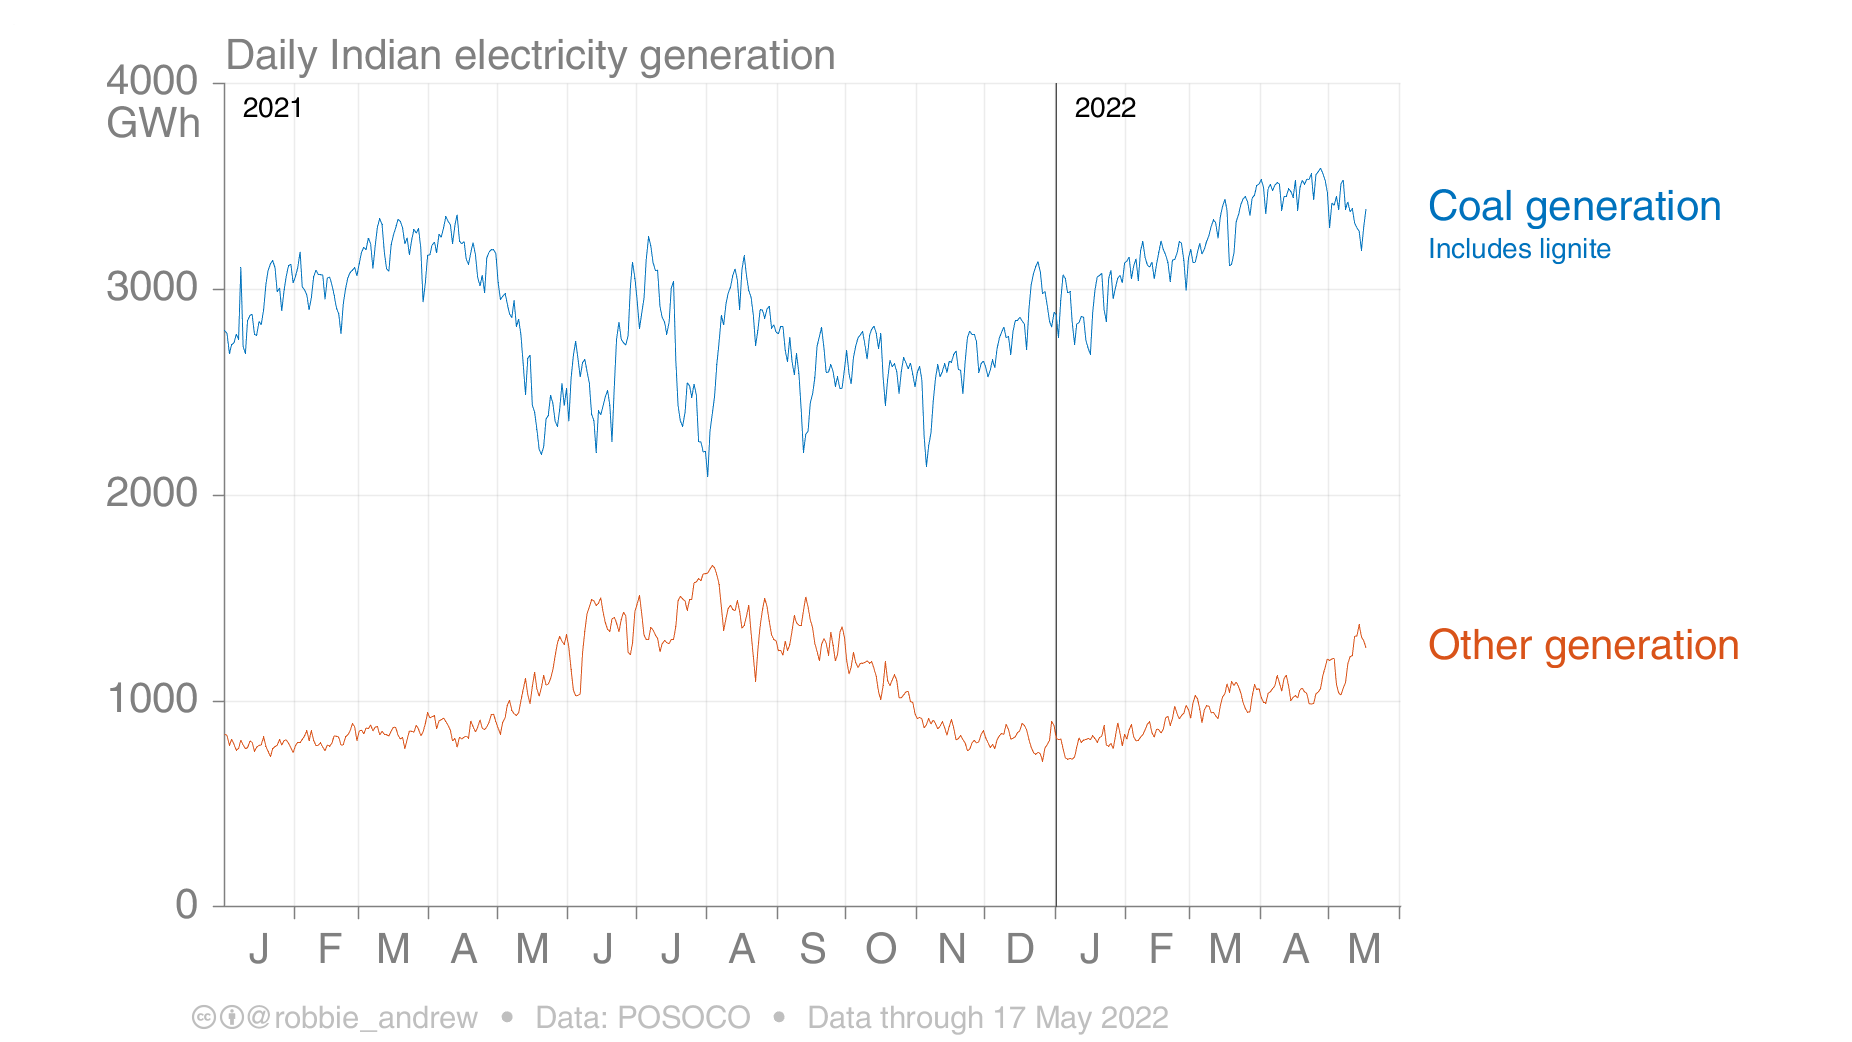 Daily Indian electricity generation
4000
GWh
2021
2022
3000
2000
1000
0
Coal generation
Includes lignite
Other generation
J F M A M J J A S O N D J F M A M
@robbie_andrew • Data: POSOCO • Data through 17 May 2022